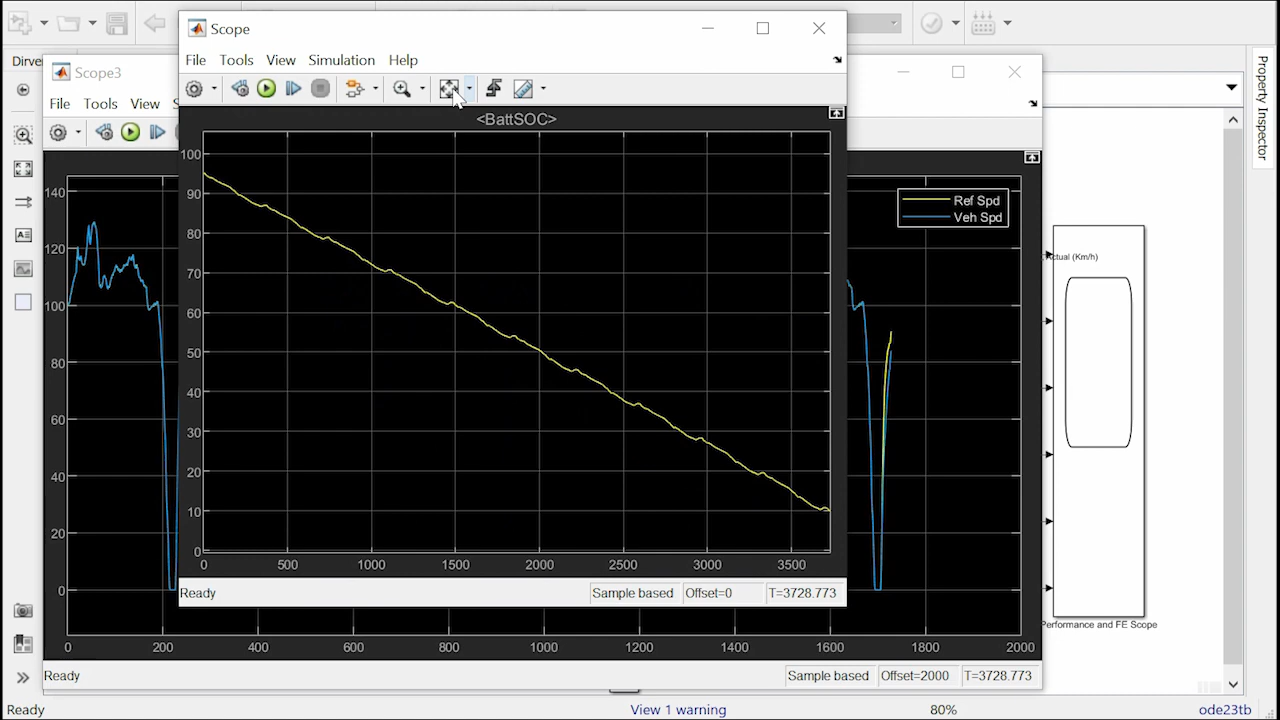 Scope
File Tools View Simulation Help
<BattSOC>
100
90
80
70
60
50
40
30
20
10
0
0 500 1000 1500 2000 2500 3000 3500
Ready Sample based Offset=0 T=3728.773
Dirve
Scope3
File Tools View S
Ref Spd
Veh Spd
140
120
100
80
60
40
20
0
0 200 400 600 800 1000 1200 1400 1600 1800 2000
Ready Sample based Offset=2000 T=3728.773
Property Inspector
ctual (Km/h)
Performance and FE Scope
Ready View 1 warning 80% ode23tb